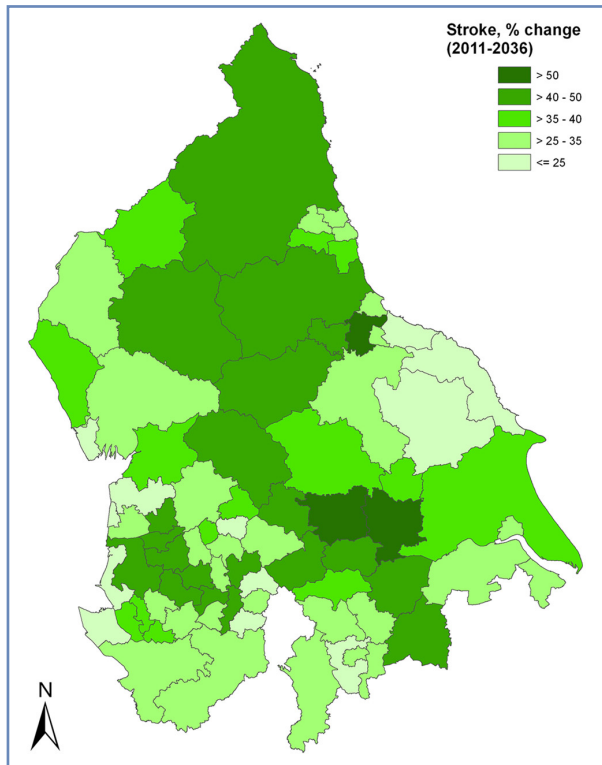 Stroke, % change
(2011-2036)
> 50
> 40 - 50
> 35 - 40
> 25 - 35
<= 25
N